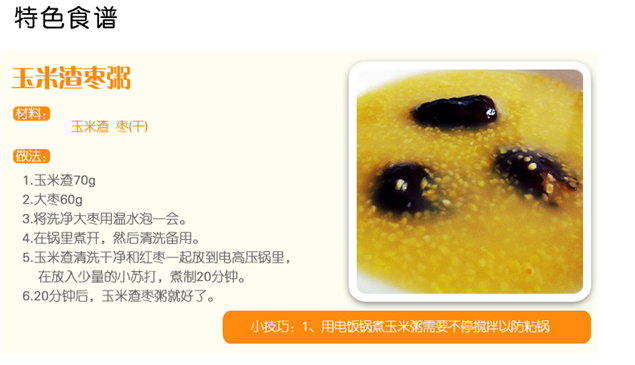 特色食谱
玉米渣枣粥
材料：
玉米渣 枣(干)
做法：
1.玉米渣70g
2.大枣60g
3.将洗净大枣用温水泡一会。
4.在锅里煮开，然后清洗备用。
5.玉米渣清洗干净和红枣一起放到电高压锅里，
在放入少量的小苏打，煮制20分钟。
6.20分钟后，玉米渣枣粥就好了。
小技巧：1、用电饭锅煮玉米粥需要不停搅拌以防粘锅